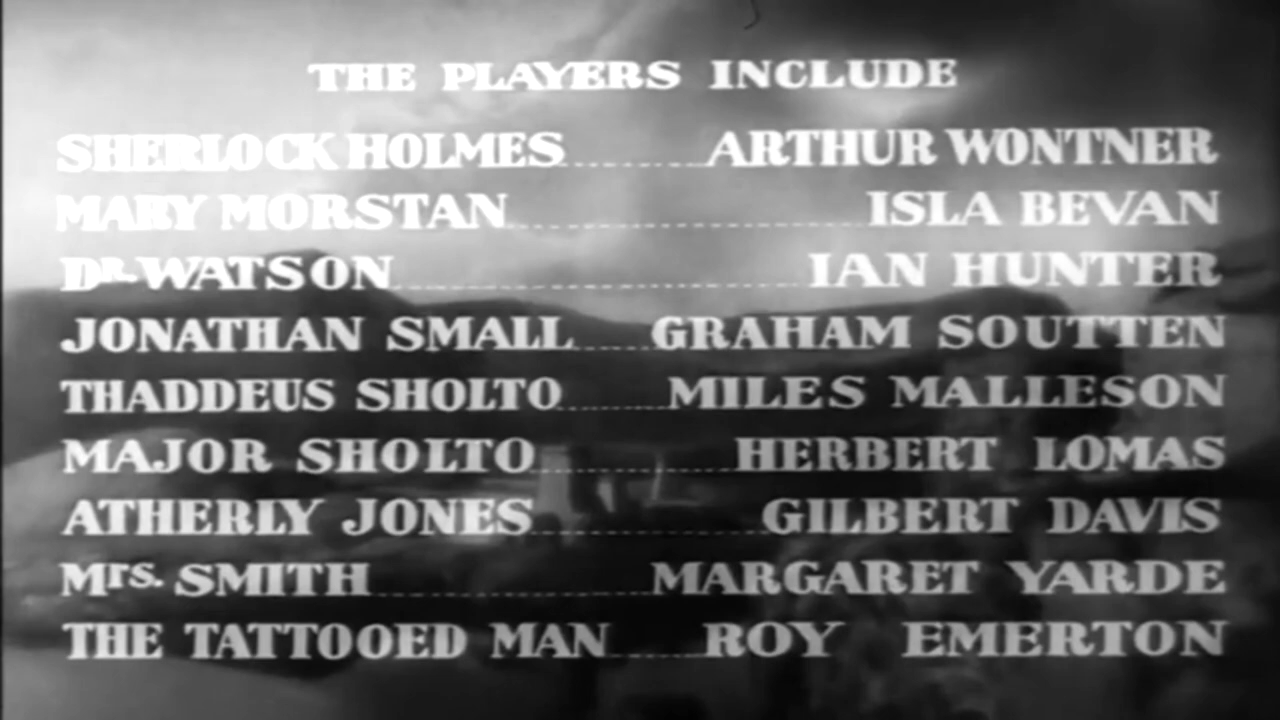 THE PLAYERS INCLUDE
SHERLOCK HOLMES ARTHUR WONTNER
MARY MORSTAN ISLA BEVAN
Dr. WATSON IAN HUNTER
JONATHAN SMALL GRAHAM SOUTTEN
THADDEUS SHOLTO MILES MALLESON
MAJOR SHOLTO HERBERT LOMAS
ATHERLY JONES GILBERT DAVIS
Mrs. SMITH MARGARET YARDE
THE TATTOOED MAN ROY EMERTON